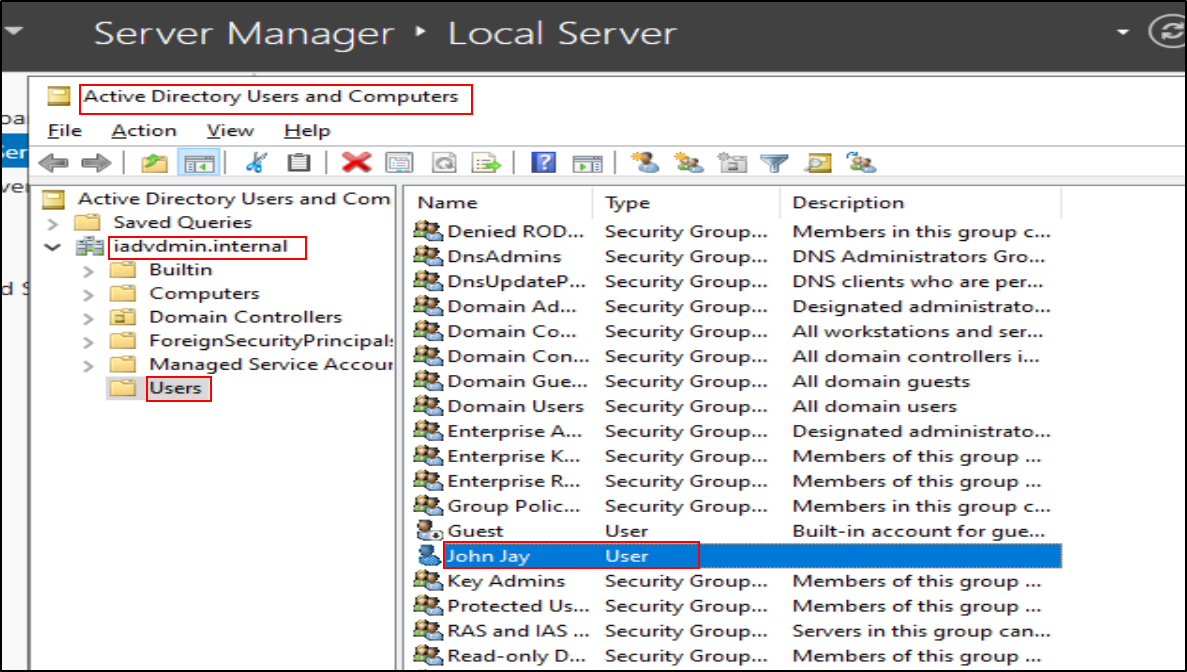 Server Manager ‣ Local Server
Active Directory Users and Computers
File Action View Help
Active Directory Users and Com
Saved Queries
iadvdmin.internal
Builtin
Computers
Domain Controllers
ForeignSecurityPrincipals
Managed Service Accour
Users
Name Type Description
Denied ROD... Security Group... Members in this group c...
DnsAdmins Security Group... DNS Administrators Gro...
DnsUpdateP... Security Group... DNS clients who are per...
Domain Ad... Security Group... Designated administrato...
Domain Co... Security Group... All workstations and ser...
Domain Con... Security Group... All domain controllers i...
Domain Gue... Security Group... All domain guests
Domain Users Security Group... All domain users
Enterprise A... Security Group... Designated administrato...
Enterprise K... Security Group... Members of this group ...
Enterprise R... Security Group... Members of this group ...
Group Polic... Security Group... Members in this group c...
Guest User Built-in account for gue...
John Jay User
Key Admins Security Group... Members of this group ...
Protected Us... Security Group... Members of this group ...
RAS and IAS ... Security Group... Servers in this group can...
Read-only D... Security Group... Members of this group ...